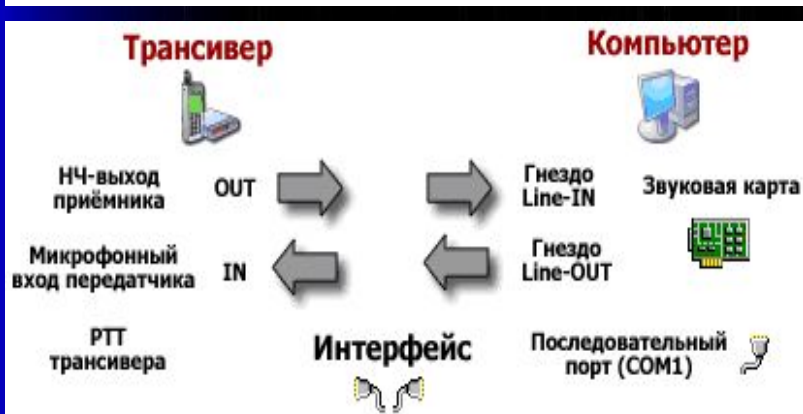 Трансивер
Компьютер
НЧ-выход
приёмника
OUT
Гнездо
Line-IN
Звуковая карта
Микрофонный
вход передатчика
IN
Гнездо
Line-OUT
РТТ
трансивера
Интерфейс
Последовательный
порт (COM1)